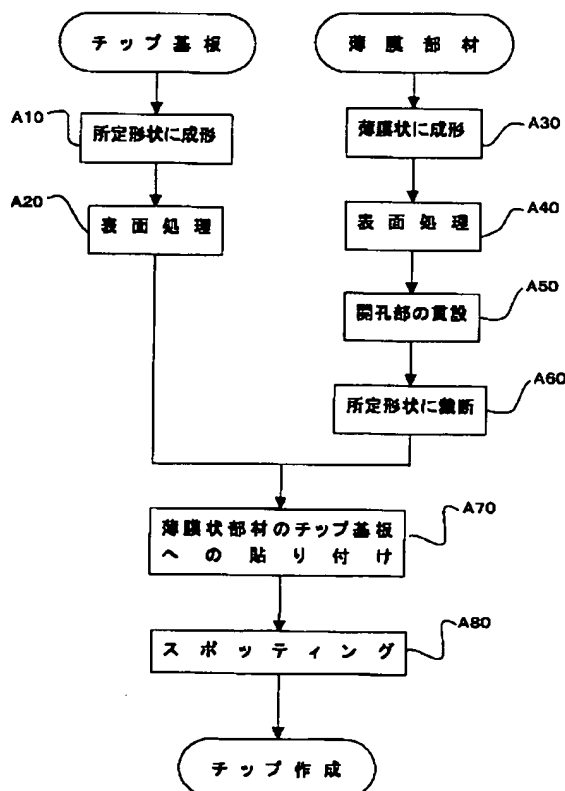 チップ基板
薄膜部材
A10
所定形状に成形
A30
薄膜状に成形
A20
表面処理
A40
表面処理
A50
開孔部の貫設
A60
所定形状に裁断
A70
薄膜状部材のチップ基板
への貼り付け
A80
スポッティング
チップ作成